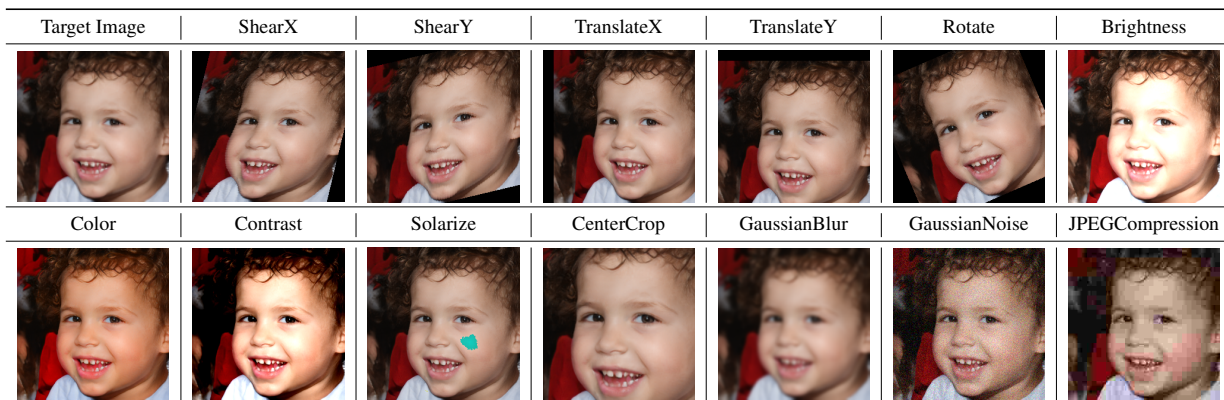 Target Image ShearX ShearY TranslateX TranslateY Rotate Brightness
Color Contrast Solarize CenterCrop GaussianBlur GaussianNoise JPEGCompression